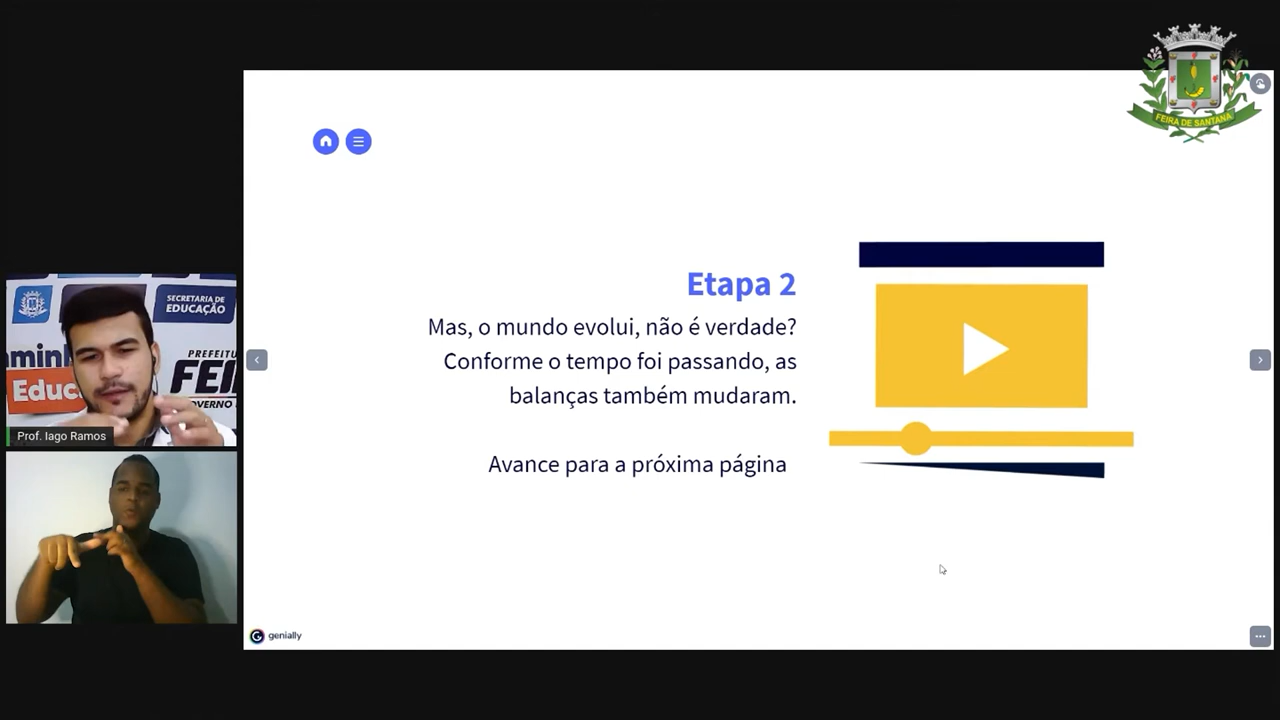 FEIRA DE SANTANA
Etapa 2
Mas, o mundo evolui, não é verdade?
Conforme o tempo foi passando, as
balanças também mudaram.
Avance para a próxima página
SECRETARIA DE
EDUCAÇÃO
PREFEITU
FEI
OVERNO
Educ
Prof. Iago Ramos
genially